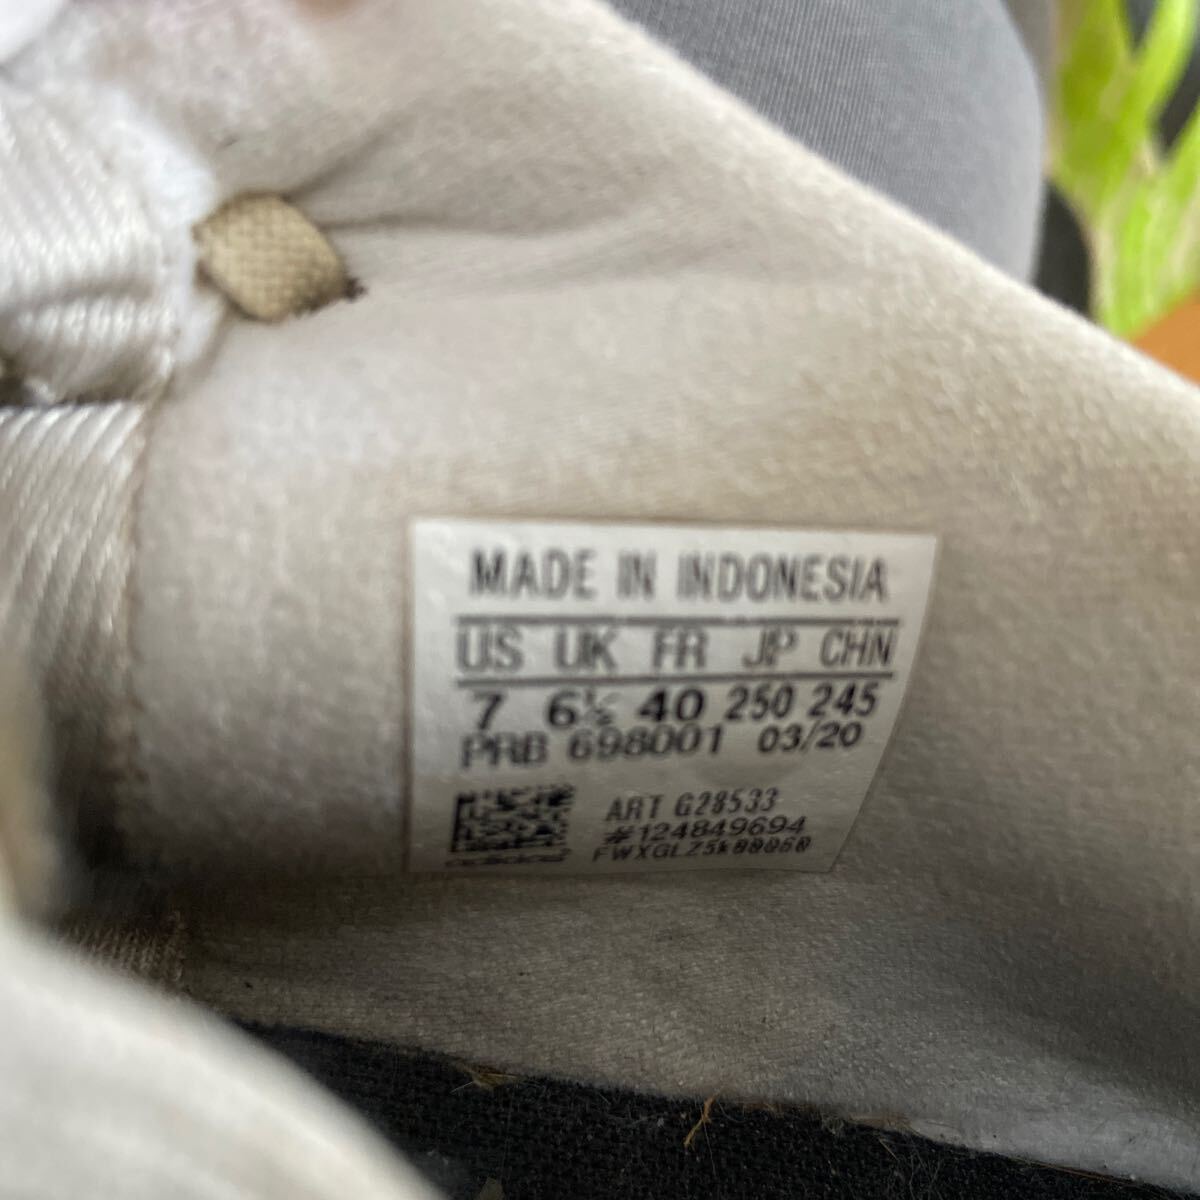 MADE IN INDONESIA
US UK FR JP CHN
7 6½ 40 250 245
PRB 698001 03/20
ART G28533
#124849694
adidas